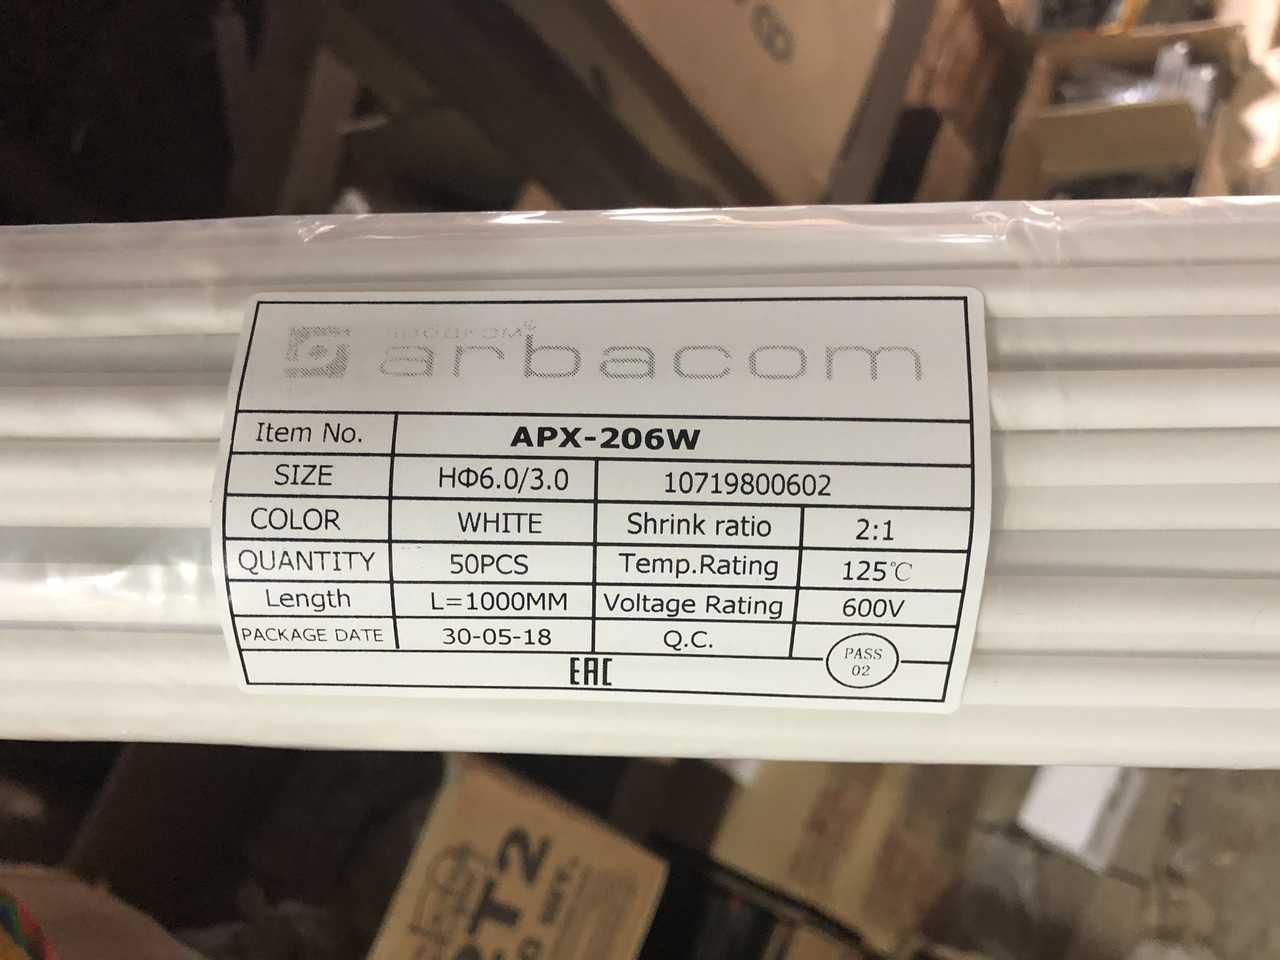 arbacom
Item No. APX-206W
SIZE HΦ6.0/3.0 10719800602
COLOR WHITE Shrink ratio 2:1
QUANTITY 50PCS Temp.Rating 125℃
Length L=1000MM Voltage Rating 600V
PACKAGE DATE 30-05-18 Q.C.
PASS
02
EAC